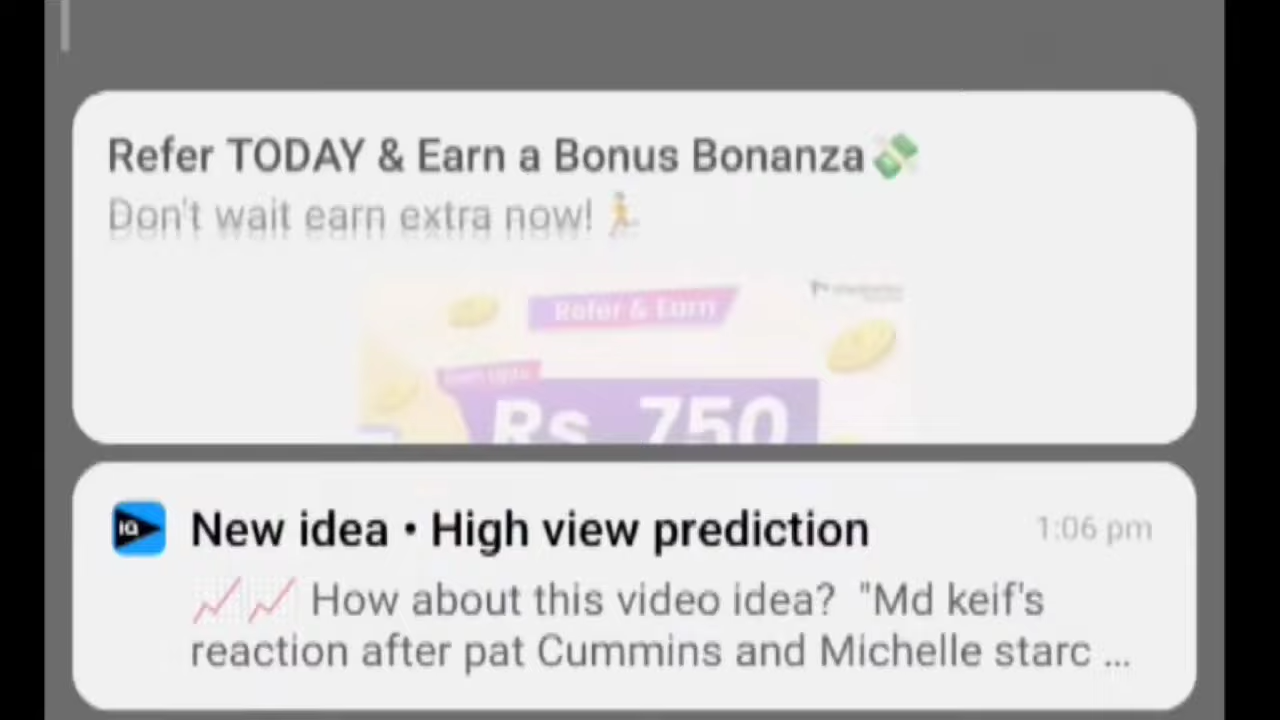 Refer TODAY & Earn a Bonus Bonanza💸
Don't wait earn extra now! 🏃
Refer & Earn
Rs 750
IQ
New idea • High view prediction
1:06 pm
📈📈 How about this video idea? "Md keif's
reaction after pat Cummins and Michelle starc ...